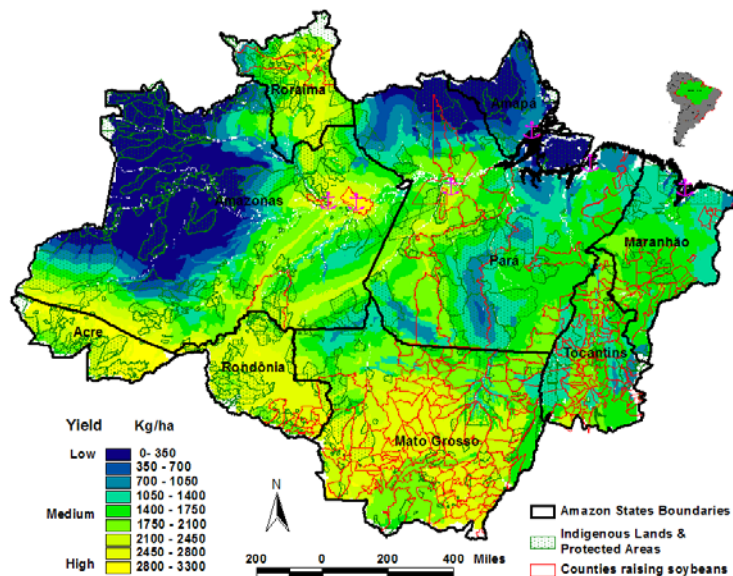 Roraima
Amapá
Amazonas
Pará
Maranhão
Acre
Rondônia
Tocantins
Mato Grosso
Yield Kg/ha
Low 0- 350
350 - 700
700 - 1050
1050 - 1400
1400 - 1750
Medium 1750 - 2100
2100 - 2450
2450 - 2800
High 2800 - 3300
N
200 0 200 400 Miles
Amazon States Boundaries
Indigenous Lands &
Protected Areas
Counties raising soybeans